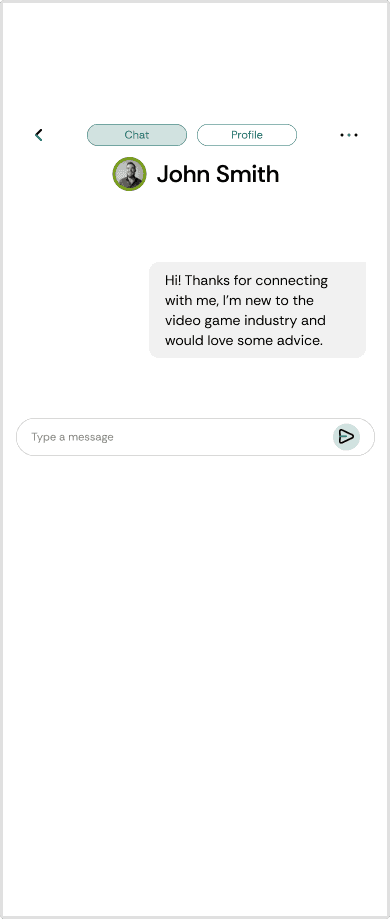 Chat
Profile
John Smith
Hi! Thanks for connecting
with me, I'm new to the
video game industry and
would love some advice.
Type a message